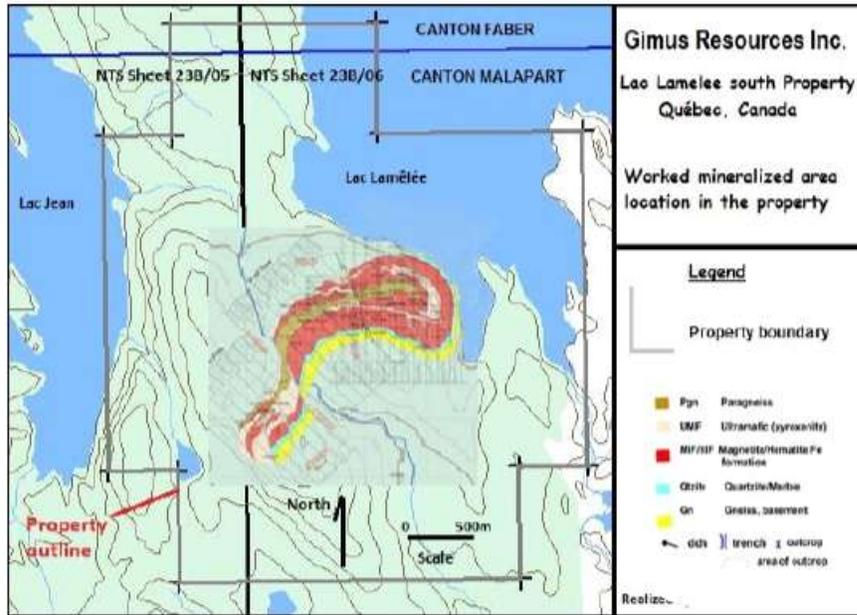 CANTON FABER
NTS Sheet 23B/05
NTS Sheet 23B/06
CANTON MALAPART
Lac Jean
Lac Lamêlée
Property
outline
North
0 500m
Scale
Gimus Resources Inc.
Lac Lamelee south Property
Québec, Canada
Worked mineralized area
location in the property
Legend
Property boundary
Pgn Paragneiss
UMF Ultramafic (pyroxenite)
MIF/HIF Magnetite/Hematite Fe
formation
Qtzite Quartzite/Marble
Gn Gneiss, basement
ddh trench outcrop
area of outcrop